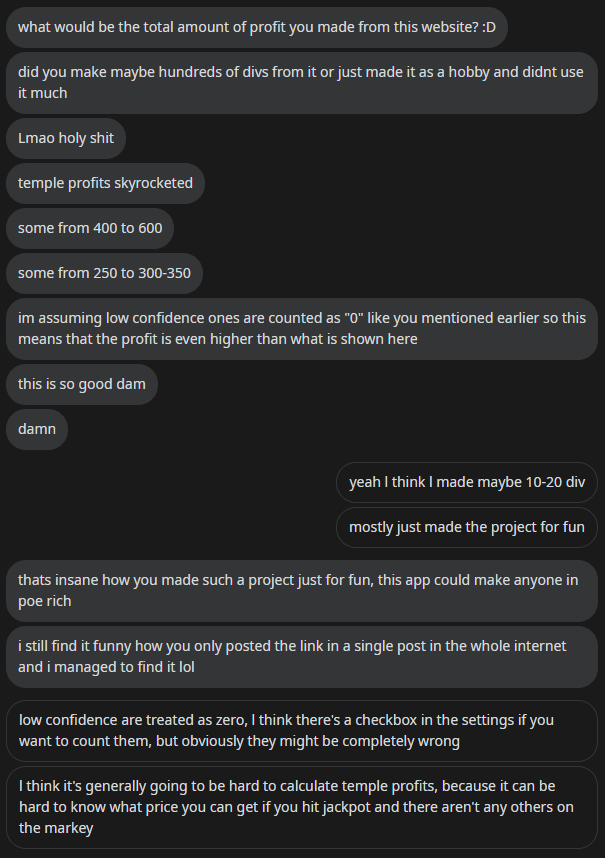 what would be the total amount of profit you made from this website? :D
did you make maybe hundreds of divs from it or just made it as a hobby and didnt use
it much
Lmao holy shit
temple profits skyrocketed
some from 400 to 600
some from 250 to 300-350
im assuming low confidence ones are counted as "0" like you mentioned earlier so this
means that the profit is even higher than what is shown here
this is so good dam
damn
yeah I think I made maybe 10-20 div
mostly just made the project for fun
thats insane how you made such a project just for fun, this app could make anyone in
poe rich
i still find it funny how you only posted the link in a single post in the whole internet
and i managed to find it lol
low confidence are treated as zero, I think there's a checkbox in the settings if you
want to count them, but obviously they might be completely wrong
I think it's generally going to be hard to calculate temple profits, because it can be
hard to know what price you can get if you hit jackpot and there aren't any others on
the markey